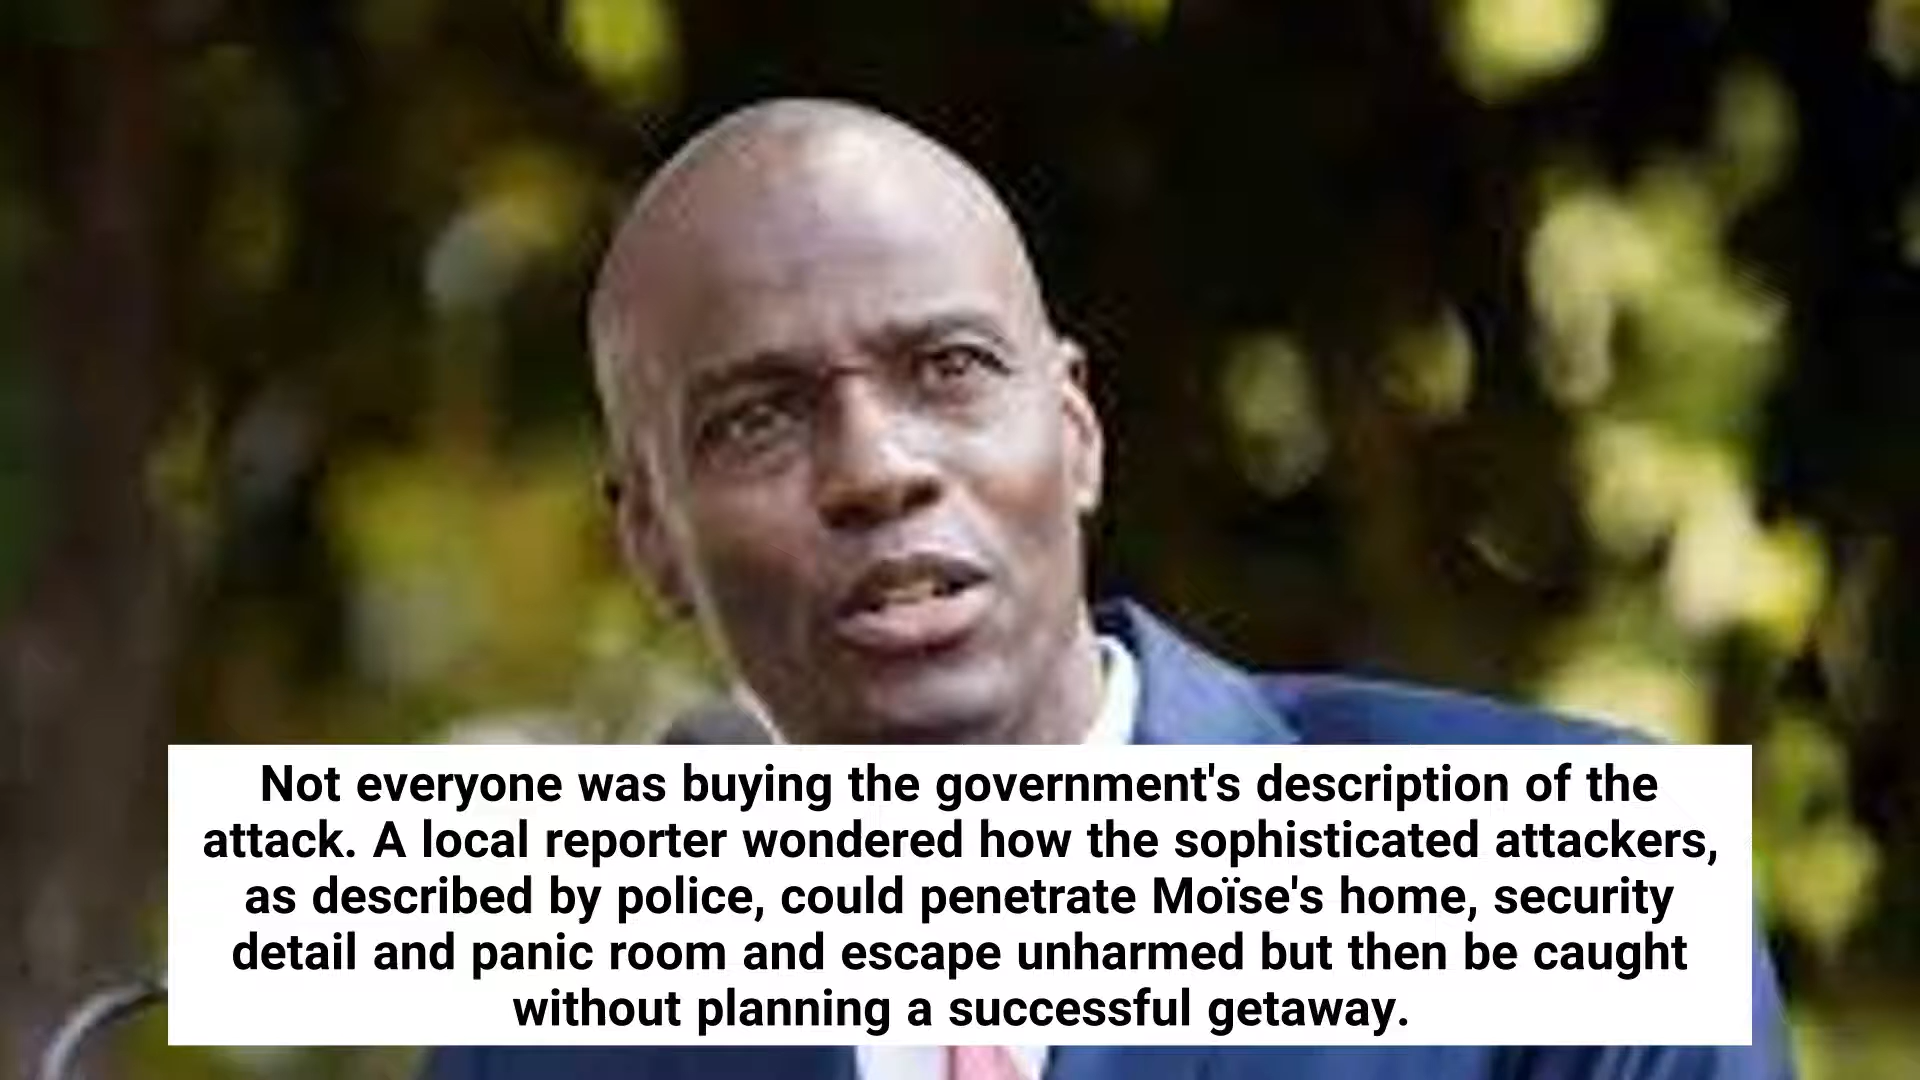 Not everyone was buying the government's description of the
attack. A local reporter wondered how the sophisticated attackers,
as described by police, could penetrate Moïse's home, security
detail and panic room and escape unharmed but then be caught
without planning a successful getaway.